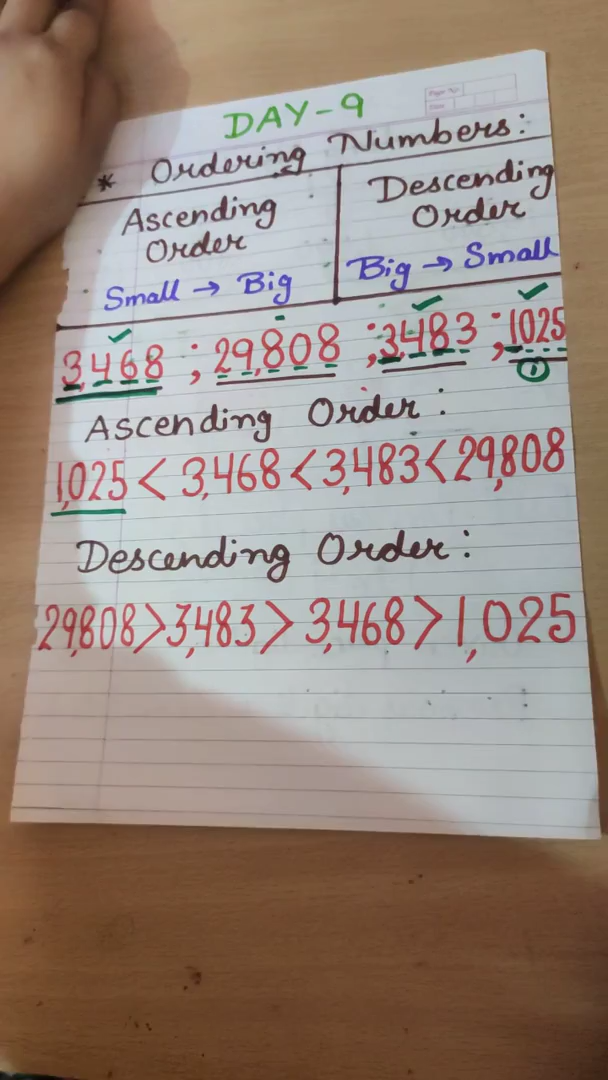 DAY-9
* Ordering Numbers:
Ascending Order
Small → Big
Descending Order
Big → Small
3,468 ; 29,808 ; 3,483 ; 1025
1
Ascending Order:
1,025 < 3,468 < 3,483 < 29,808
Descending Order:
29,808 > 3,483 > 3,468 > 1,025